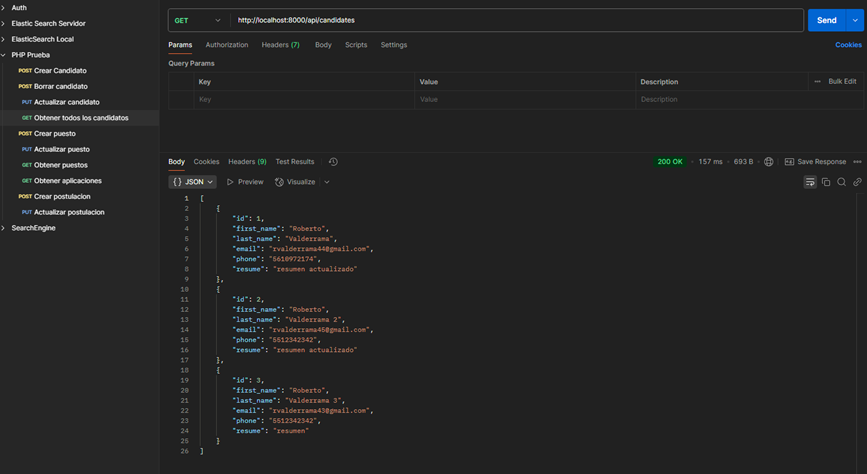 Auth
Elastic Search Servidor
ElasticSearch Local
PHP Prueba
POST Crear Candidato
POST Borrar candidato
PUT Actualizar candidato
GET Obtener todos los candidatos
POST Crear puesto
PUT Actualizar puesto
GET Obtener puestos
GET Obtener aplicaciones
POST Crear postulacion
PUT Actualizar postulacion
SearchEngine
GET http://localhost:8000/api/candidates Send
Params Authorization Headers (7) Body Scripts Settings Cookies
Query Params
Key Value Description ••• Bulk Edit
Key Value Description
Body Cookies Headers (9) Test Results 200 OK • 157 ms • 693 B • Save Response •••
{} JSON Preview Visualize
1 [
2 {
3 "id": 1,
4 "first_name": "Roberto",
5 "last_name": "Valderrama",
6 "email": "rvalderrama44@gmail.com",
7 "phone": "5610972174",
8 "resume": "resumen actualizado"
9 },
10 {
11 "id": 2,
12 "first_name": "Roberto",
13 "last_name": "Valderrama 2",
14 "email": "rvalderrama45@gmail.com",
15 "phone": "5512342342",
16 "resume": "resumen actualizado"
17 },
18 {
19 "id": 3,
20 "first_name": "Roberto",
21 "last_name": "Valderrama 3",
22 "email": "rvalderrama43@gmail.com",
23 "phone": "5512342342",
24 "resume": "resumen"
25 }
26 ]